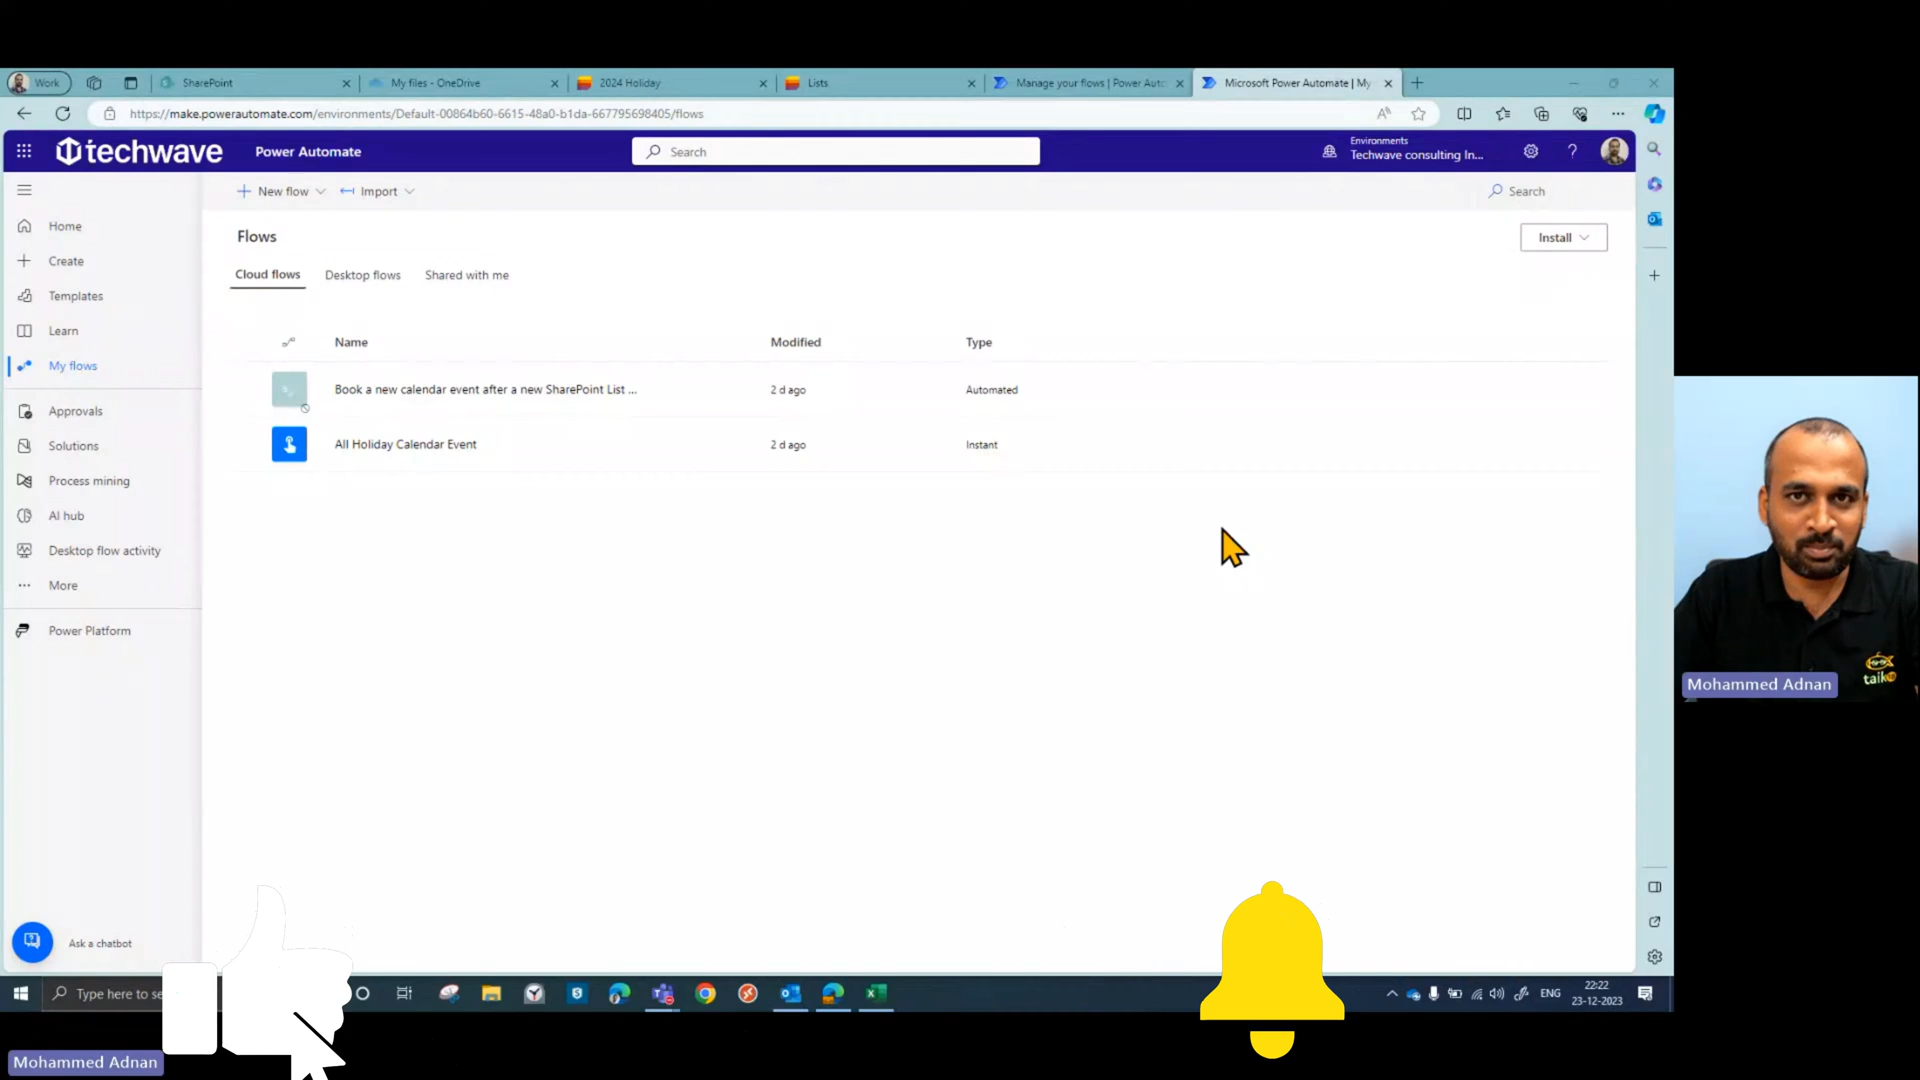 Work
SharePoint
My files - OneDrive
2024 Holiday
Lists
Manage your flows | Power Auto
Microsoft Power Automate | My
https://make.powerautomate.com/environments/Default-00864b60-6615-48a0-b1da-667795698405/flows
techwave
Power Automate
Search
Environments
Techwave consulting In...
New flow
Import
Search
Home
Create
Templates
Learn
My flows
Approvals
Solutions
Process mining
AI hub
Desktop flow activity
More
Power Platform
Ask a chatbot
Flows
Install
Cloud flows
Desktop flows
Shared with me
Name
Modified
Type
Book a new calendar event after a new SharePoint List ...
2 d ago
Automated
All Holiday Calendar Event
2 d ago
Instant
taik
Mohammed Adnan
Type here to se
ENG
22:22
23-12-2023
Mohammed Adnan